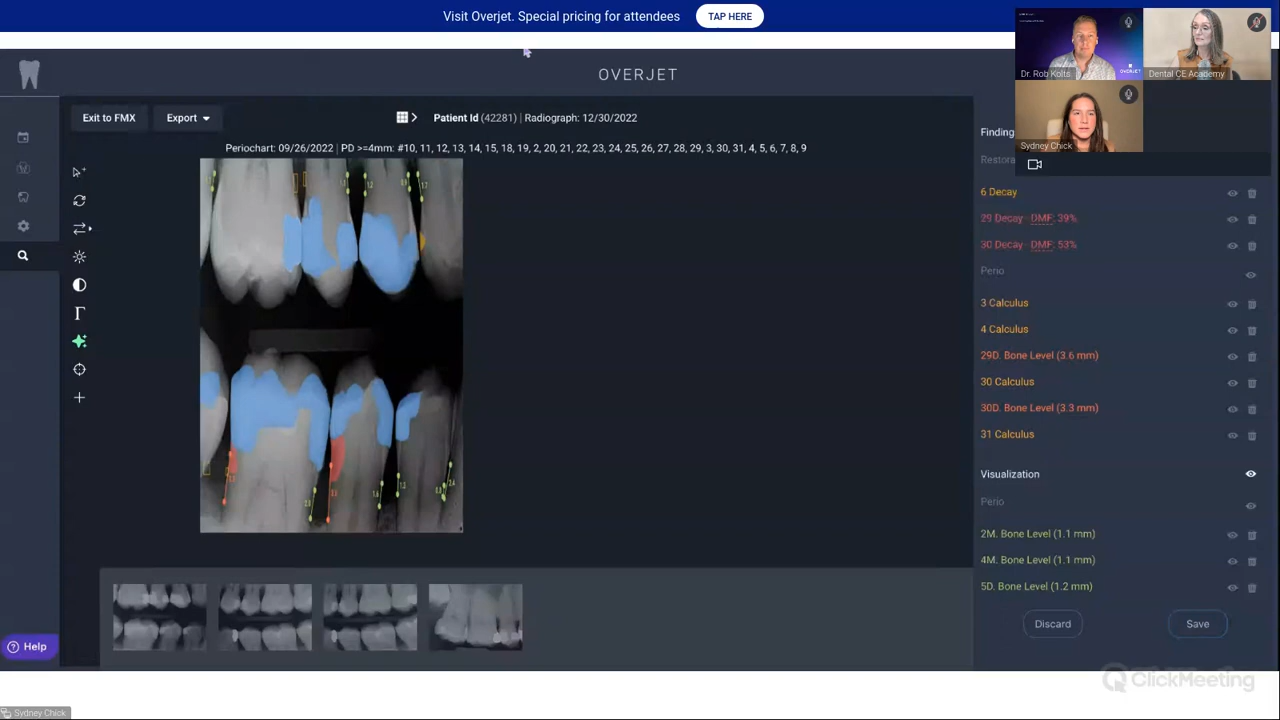 Visit Overjet. Special pricing for attendees TAP HERE
Dr. Rob Kolts
OVERJET
Dental CE Academy
Sydney Chick
OVERJET
Exit to FMX
Export
Patient Id (42281) | Radiograph: 12/30/2022
Periochart: 09/26/2022 | PD >=4mm: #10, 11, 12, 13, 14, 15, 18, 19, 2, 20, 21, 22, 23, 24, 25, 26, 27, 28, 29, 3, 30, 31, 4, 5, 6, 7, 8, 9
Finding
Restora
6 Decay
29 Decay - DMF: 39%
30 Decay - DMF: 53%
Perio
3 Calculus
4 Calculus
29D. Bone Level (3.6 mm)
30 Calculus
30D. Bone Level (3.3 mm)
31 Calculus
Visualization
Perio
2M. Bone Level (1.1 mm)
4M. Bone Level (1.1 mm)
5D. Bone Level (1.2 mm)
Discard
Save
Help
ClickMeeting
Sydney Chick